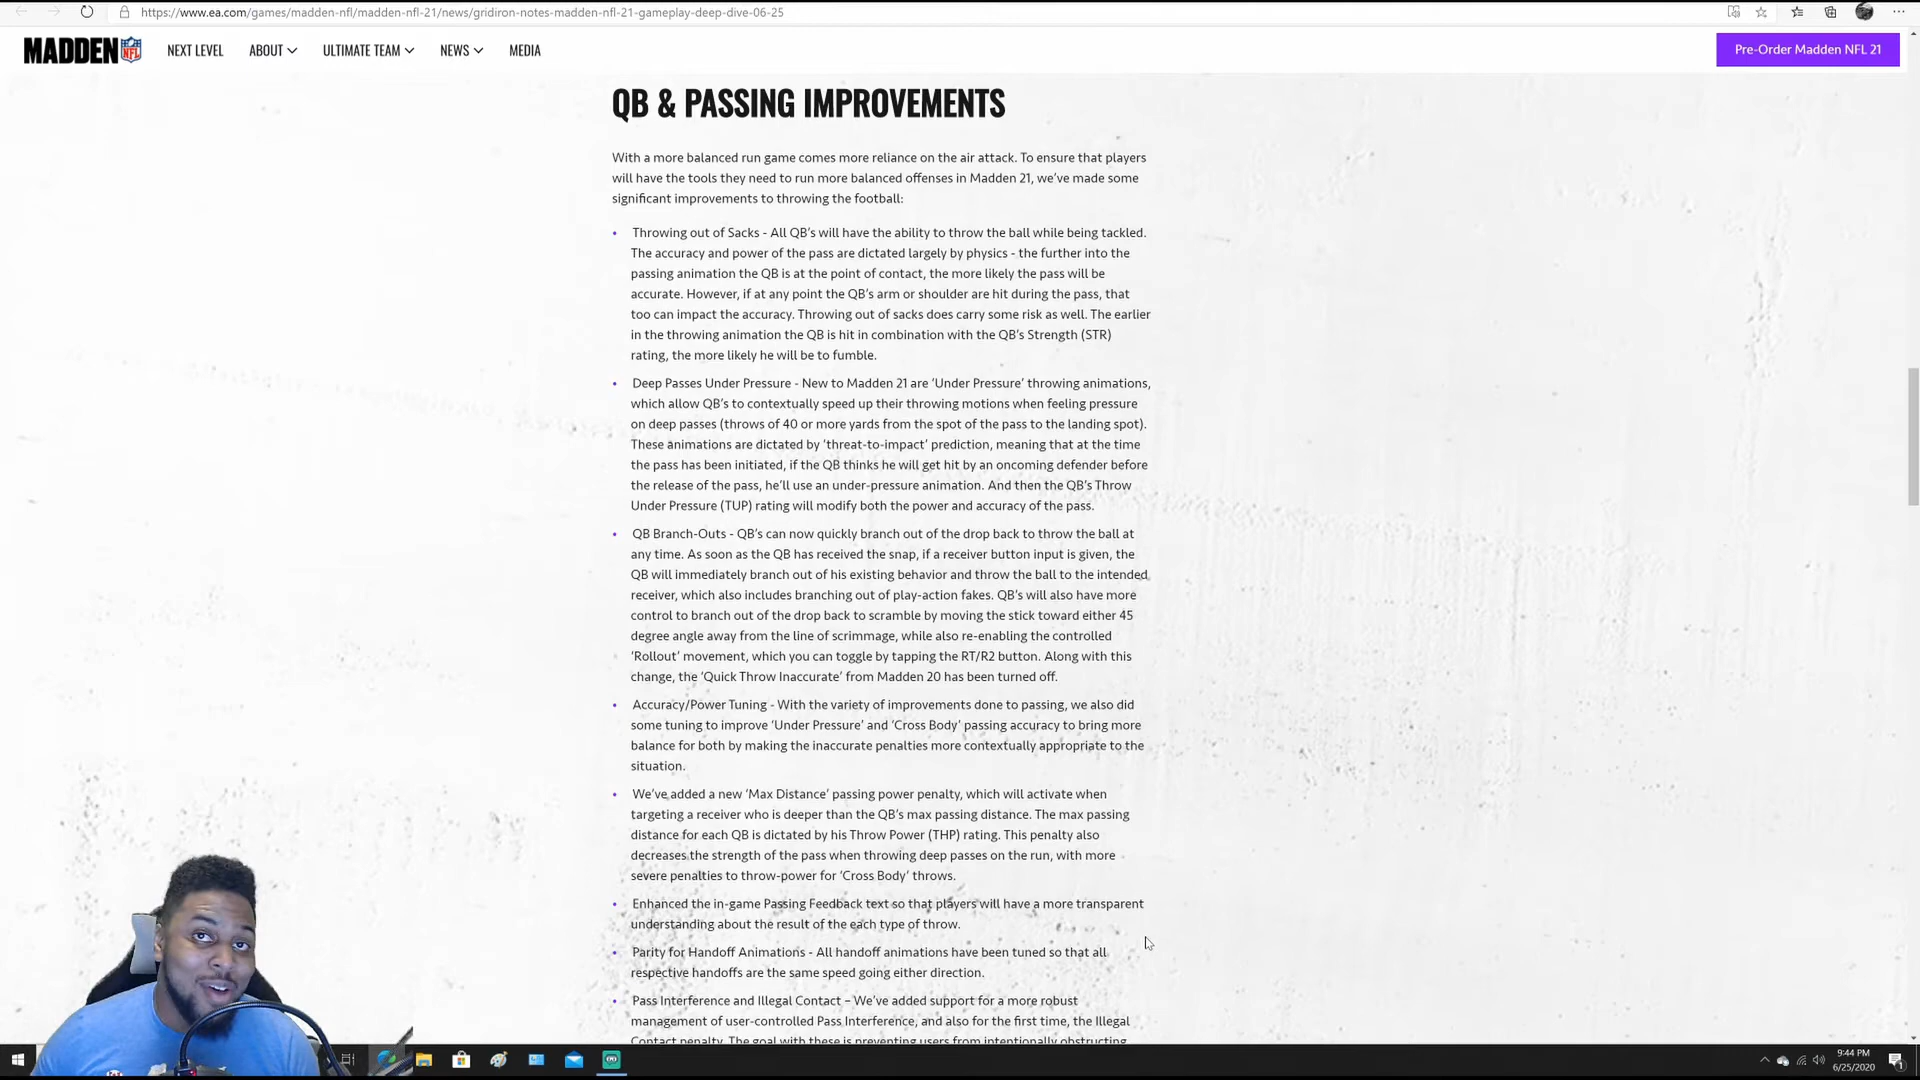 https://www.ea.com/games/madden-nfl/madden-nfl-21/news/gridiron-notes-madden-nfl-21-gameplay-deep-dive-06-25
MADDEN NFL
NEXT LEVEL
ABOUT
ULTIMATE TEAM
NEWS
MEDIA
Pre-Order Madden NFL 21
QB & PASSING IMPROVEMENTS
With a more balanced run game comes more reliance on the air attack. To ensure that players
will have the tools they need to run more balanced offenses in Madden 21, we've made some
significant improvements to throwing the football:
• Throwing out of Sacks - All QB's will have the ability to throw the ball while being tackled.
The accuracy and power of the pass are dictated largely by physics - the further into the
passing animation the QB is at the point of contact, the more likely the pass will be
accurate. However, if at any point the QB's arm or shoulder are hit during the pass, that
too can impact the accuracy. Throwing out of sacks does carry some risk as well. The earlier
in the throwing animation the QB is hit in combination with the QB's Strength (STR)
rating, the more likely he will be to fumble.
• Deep Passes Under Pressure - New to Madden 21 are 'Under Pressure' throwing animations,
which allow QB's to contextually speed up their throwing motions when feeling pressure
on deep passes (throws of 40 or more yards from the spot of the pass to the landing spot).
These animations are dictated by 'threat-to-impact' prediction, meaning that at the time
the pass has been initiated, if the QB thinks he will get hit by an oncoming defender before
the release of the pass, he'll use an under-pressure animation. And then the QB's Throw
Under Pressure (TUP) rating will modify both the power and accuracy of the pass.
• QB Branch-Outs - QB's can now quickly branch out of the drop back to throw the ball at
any time. As soon as the QB has received the snap, if a receiver button input is given, the
QB will immediately branch out of his existing behavior and throw the ball to the intended
receiver, which also includes branching out of play-action fakes. QB's will also have more
control to branch out of the drop back to scramble by moving the stick toward either 45
degree angle away from the line of scrimmage, while also re-enabling the controlled
'Rollout' movement, which you can toggle by tapping the RT/R2 button. Along with this
change, the 'Quick Throw Inaccurate' from Madden 20 has been turned off.
• Accuracy/Power Tuning - With the variety of improvements done to passing, we also did
some tuning to improve 'Under Pressure' and 'Cross Body' passing accuracy to bring more
balance for both by making the inaccurate penalties more contextually appropriate to the
situation.
• We've added a new 'Max Distance' passing power penalty, which will activate when
targeting a receiver who is deeper than the QB's max passing distance. The max passing
distance for each QB is dictated by his Throw Power (THP) rating. This penalty also
decreases the strength of the pass when throwing deep passes on the run, with more
severe penalties to throw-power for 'Cross Body' throws.
• Enhanced the in-game Passing Feedback text so that players will have a more transparent
understanding about the result of the each type of throw.
• Parity for Handoff Animations - All handoff animations have been tuned so that all
respective handoffs are the same speed going either direction.
• Pass Interference and Illegal Contact – We've added support for a more robust
management of user-controlled Pass Interference, and also for the first time, the Illegal
Contact penalty. The goal with these is preventing users from intentionally obstructing
9:44 PM
6/25/2020